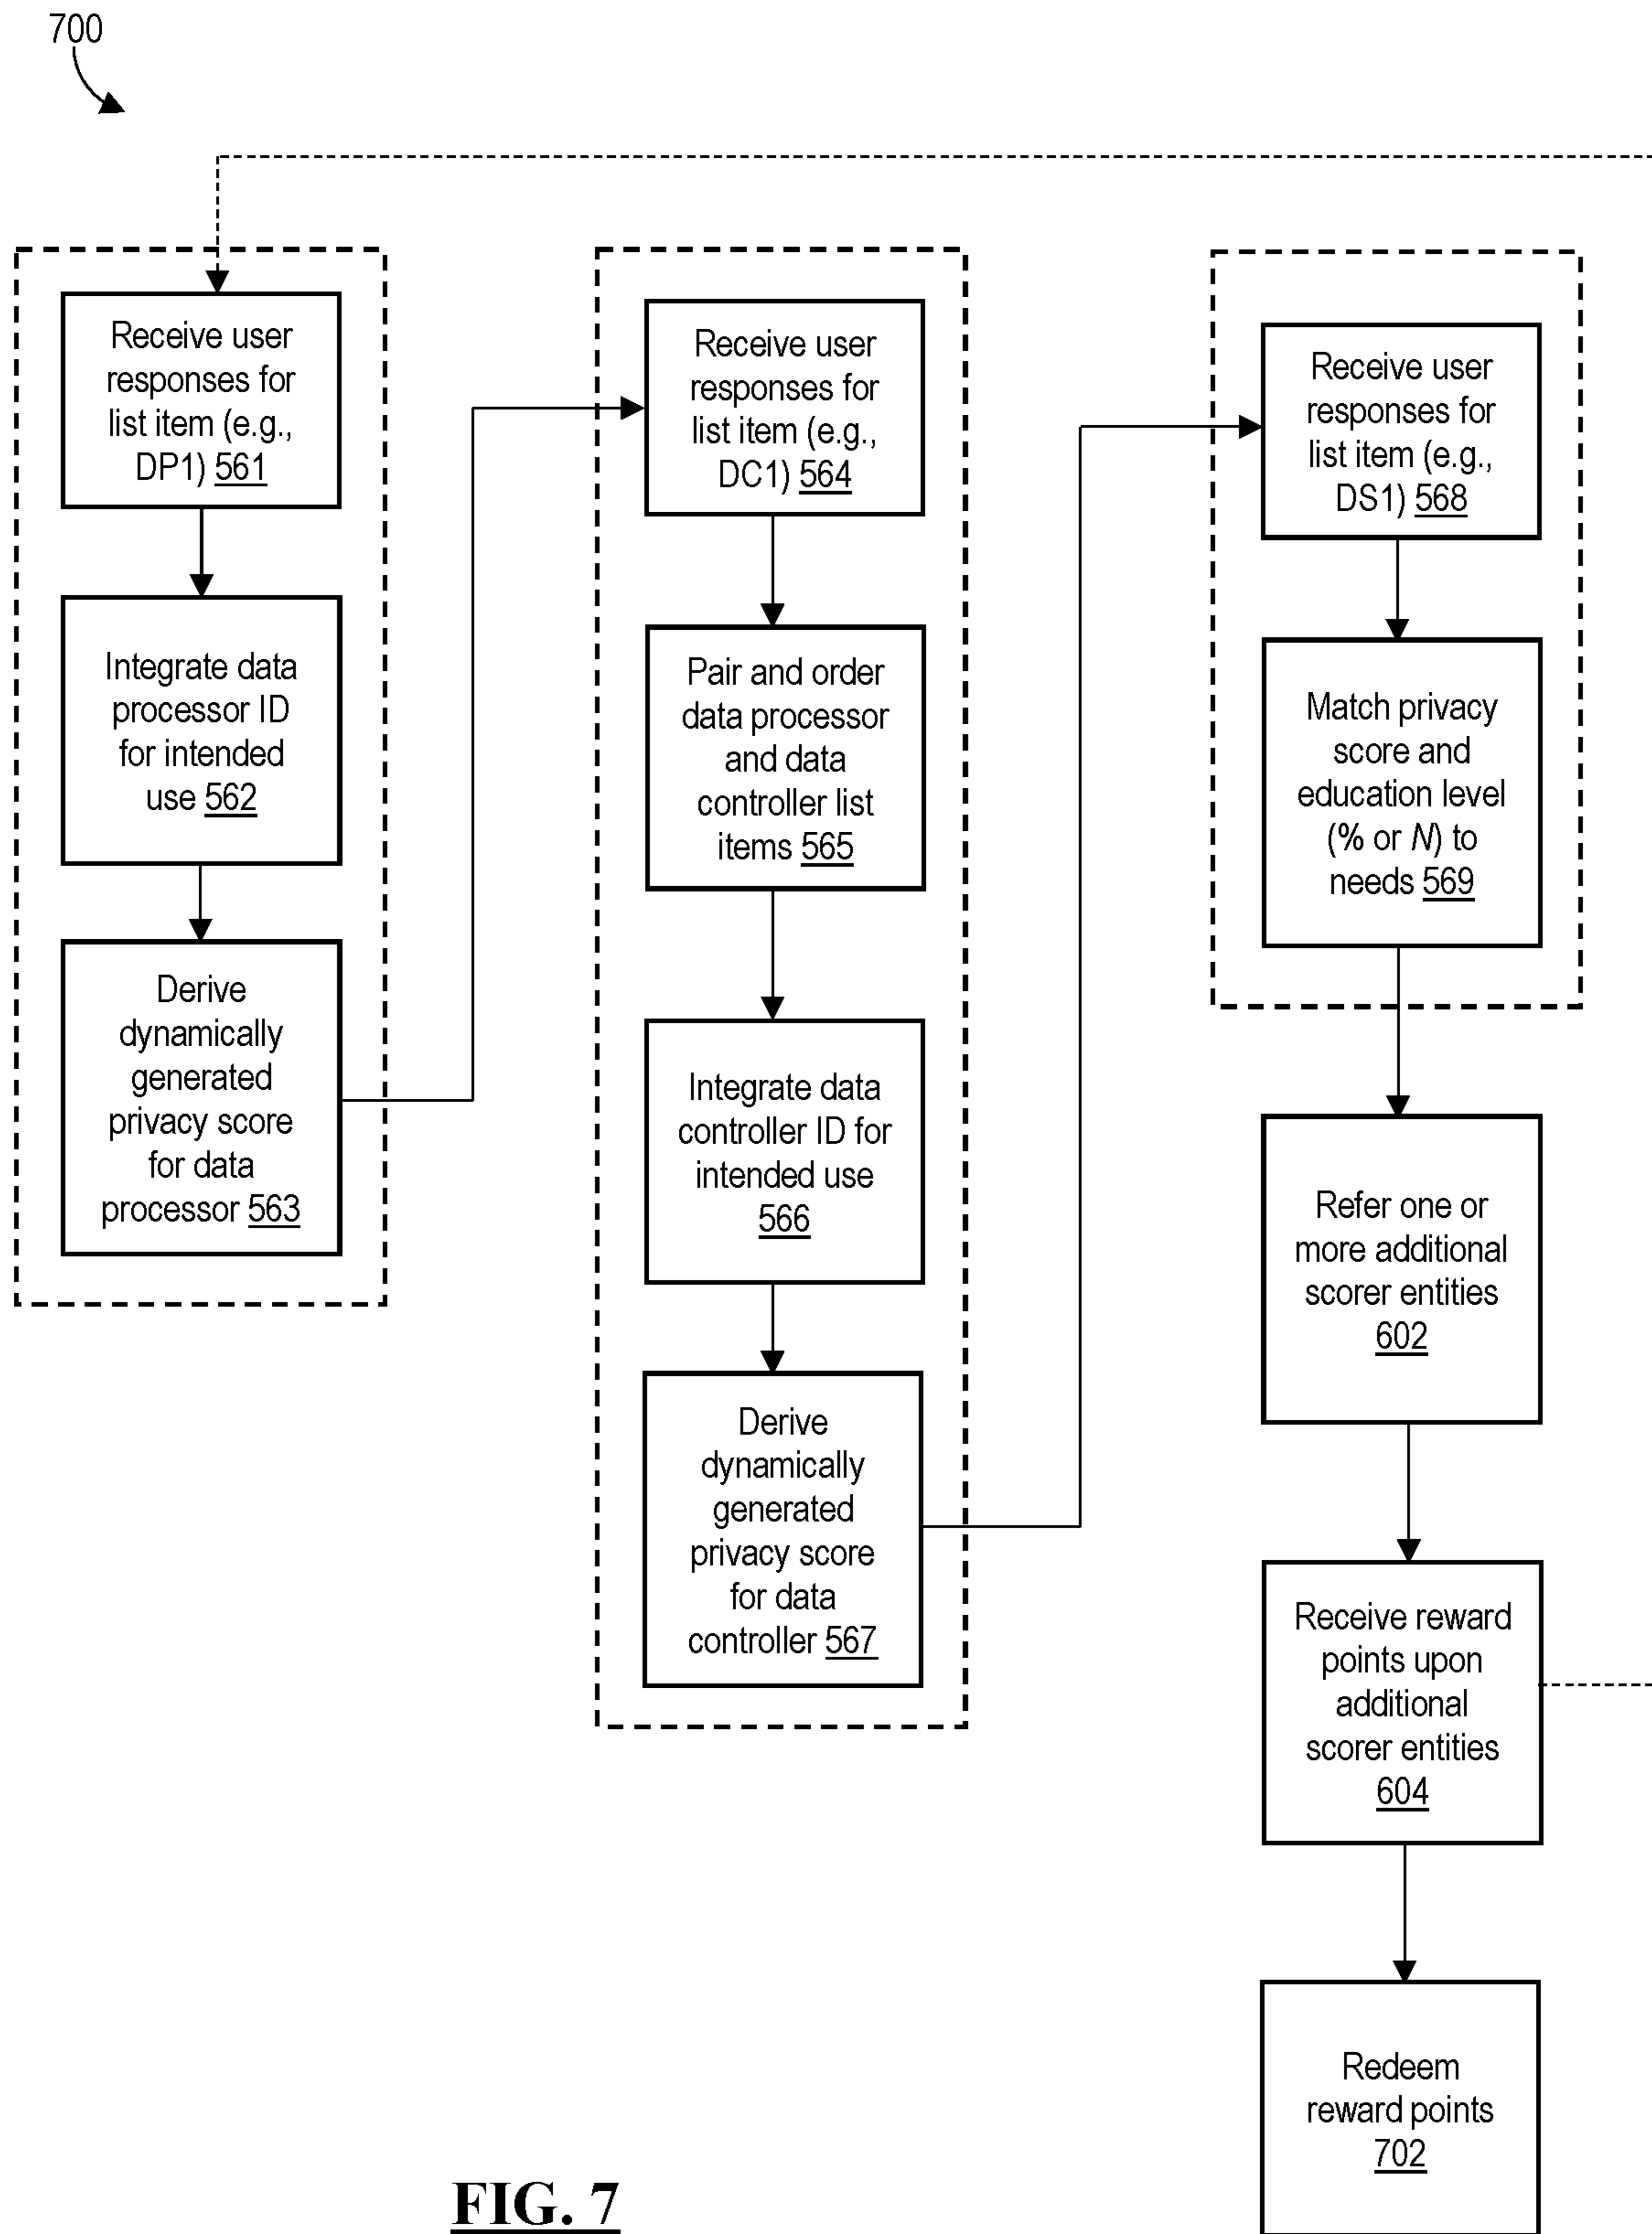 700
Receive user
responses for
list item (e.g.,
DP1) 561
Integrate data
processor ID
for intended
use 562
Derive
dynamically
generated
privacy score
for data
processor 563
Receive user
responses for
list item (e.g.,
DC1) 564
Pair and order
data processor
and data
controller list
items 565
Integrate data
controller ID for
intended use
566
Derive
dynamically
generated
privacy score
for data
controller 567
Receive user
responses for
list item (e.g.,
DS1) 568
Match privacy
score and
education level
(% or N) to
needs 569
Refer one or
more additional
scorer entities
602
Receive reward
points upon
additional
scorer entities
604
Redeem
reward points
702
FIG. 7